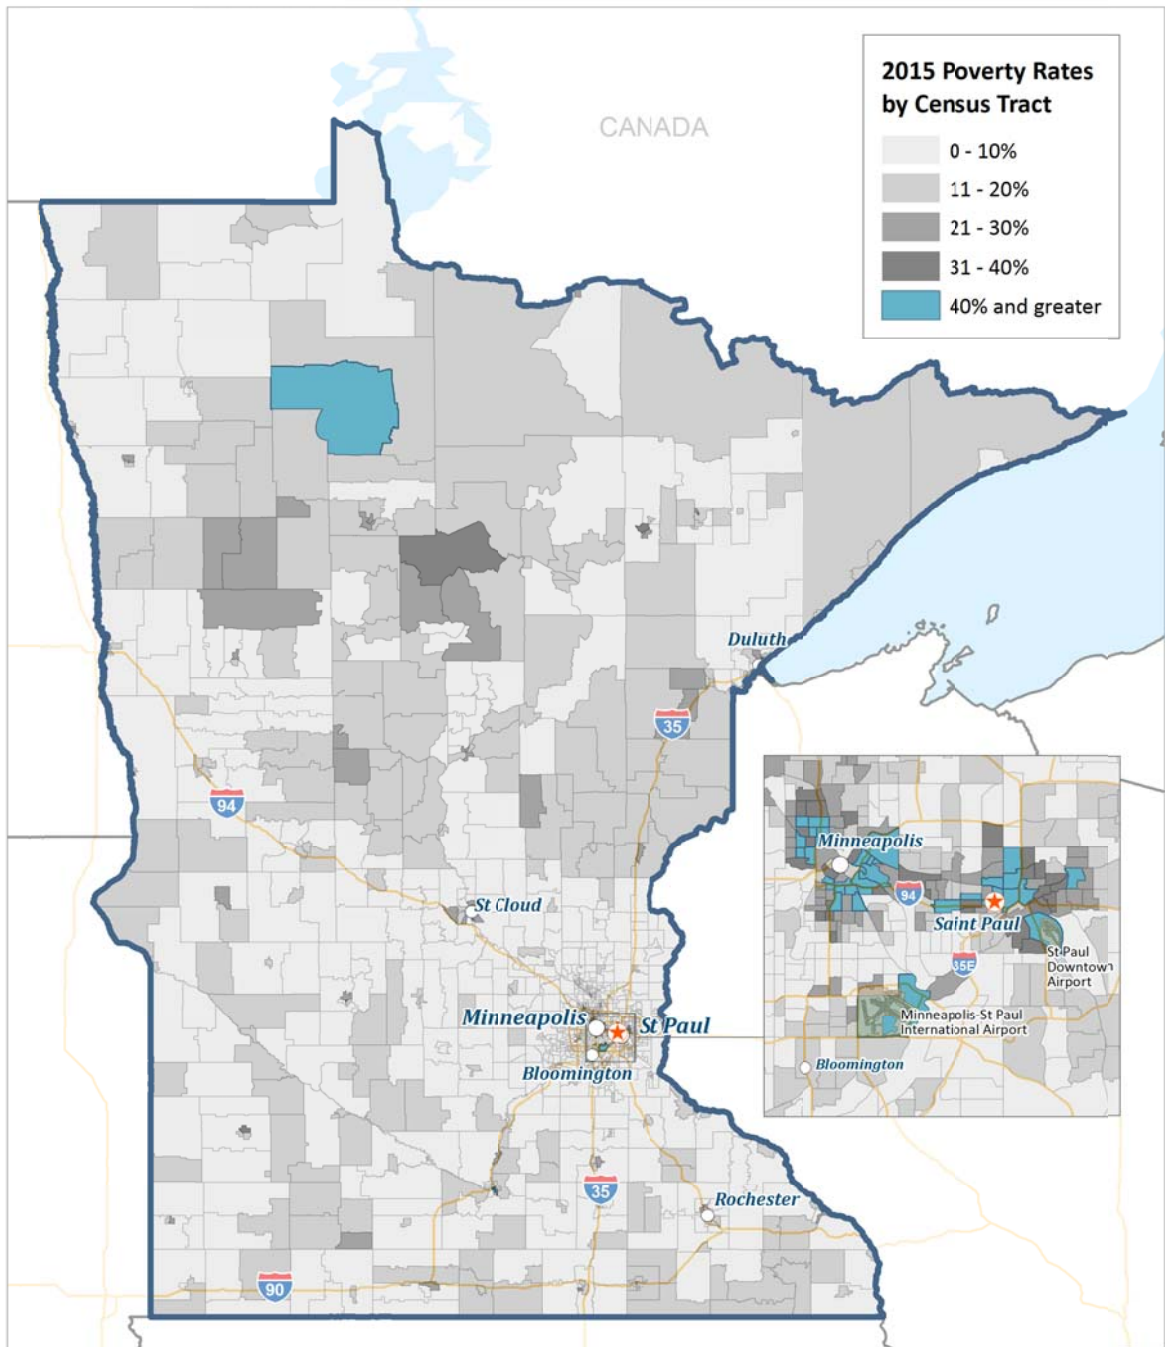 CANADA
2015 Poverty Rates
by Census Tract
0 - 10%
11 - 20%
21 - 30%
31 - 40%
40% and greater
Duluth
35
94
St Cloud
Minneapolis
St Paul
Bloomington
35
Rochester
90
Minneapolis
94
Saint Paul
35E
St Paul
Downtown
Airport
Minneapolis-St Paul
International Airport
Bloomington